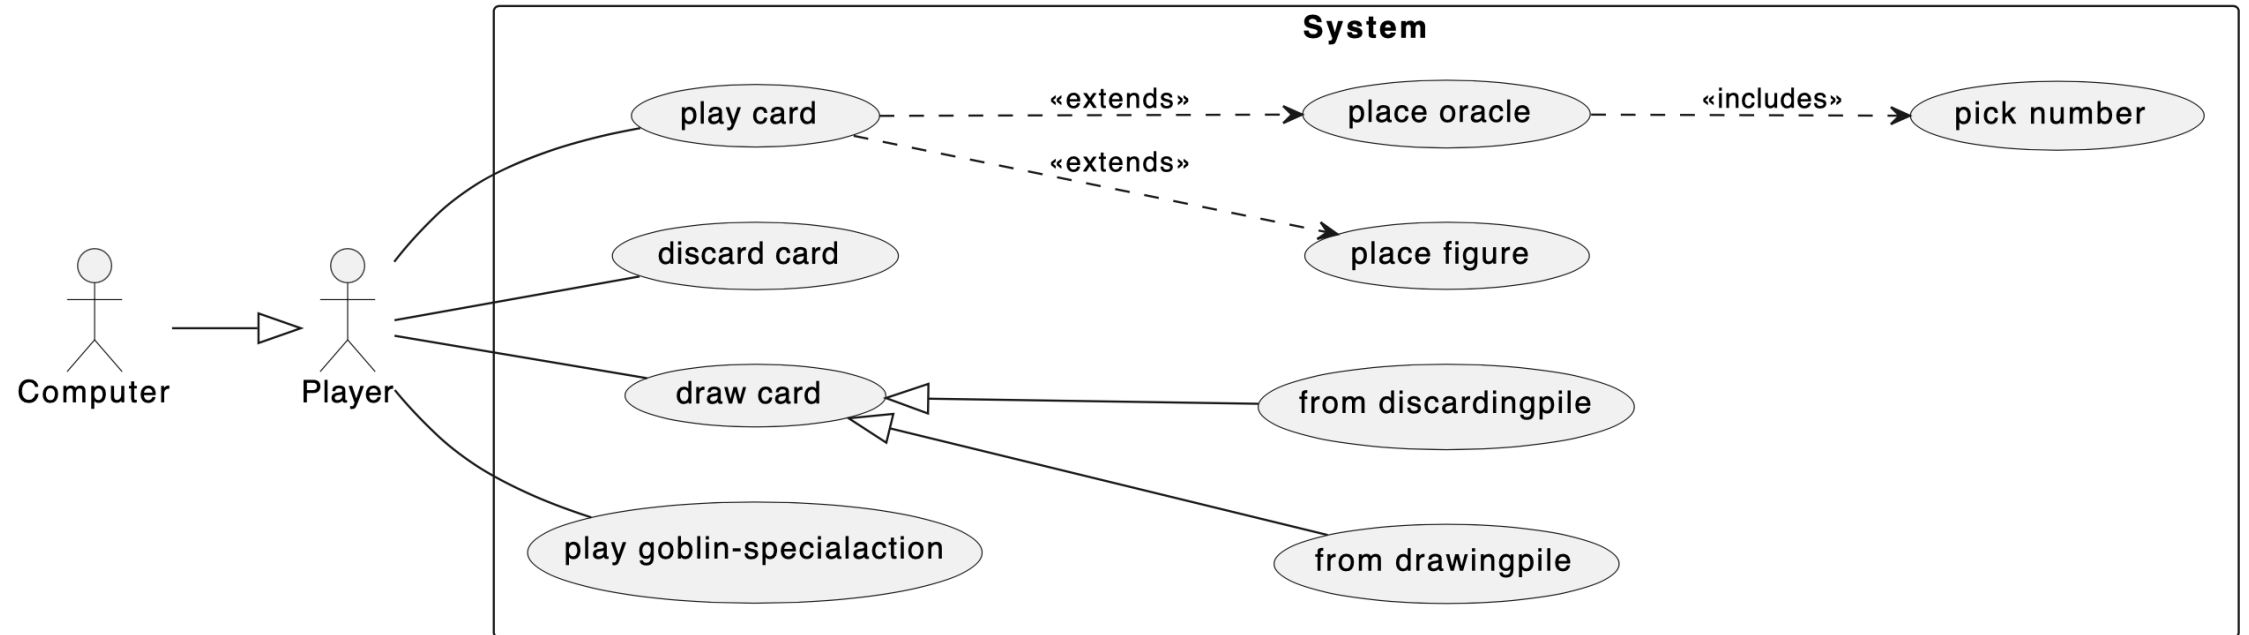 System
play card
«extends»
place oracle
«includes»
pick number
«extends»
discard card
place figure
Computer
Player
draw card
from discardingpile
play goblin-specialaction
from drawingpile